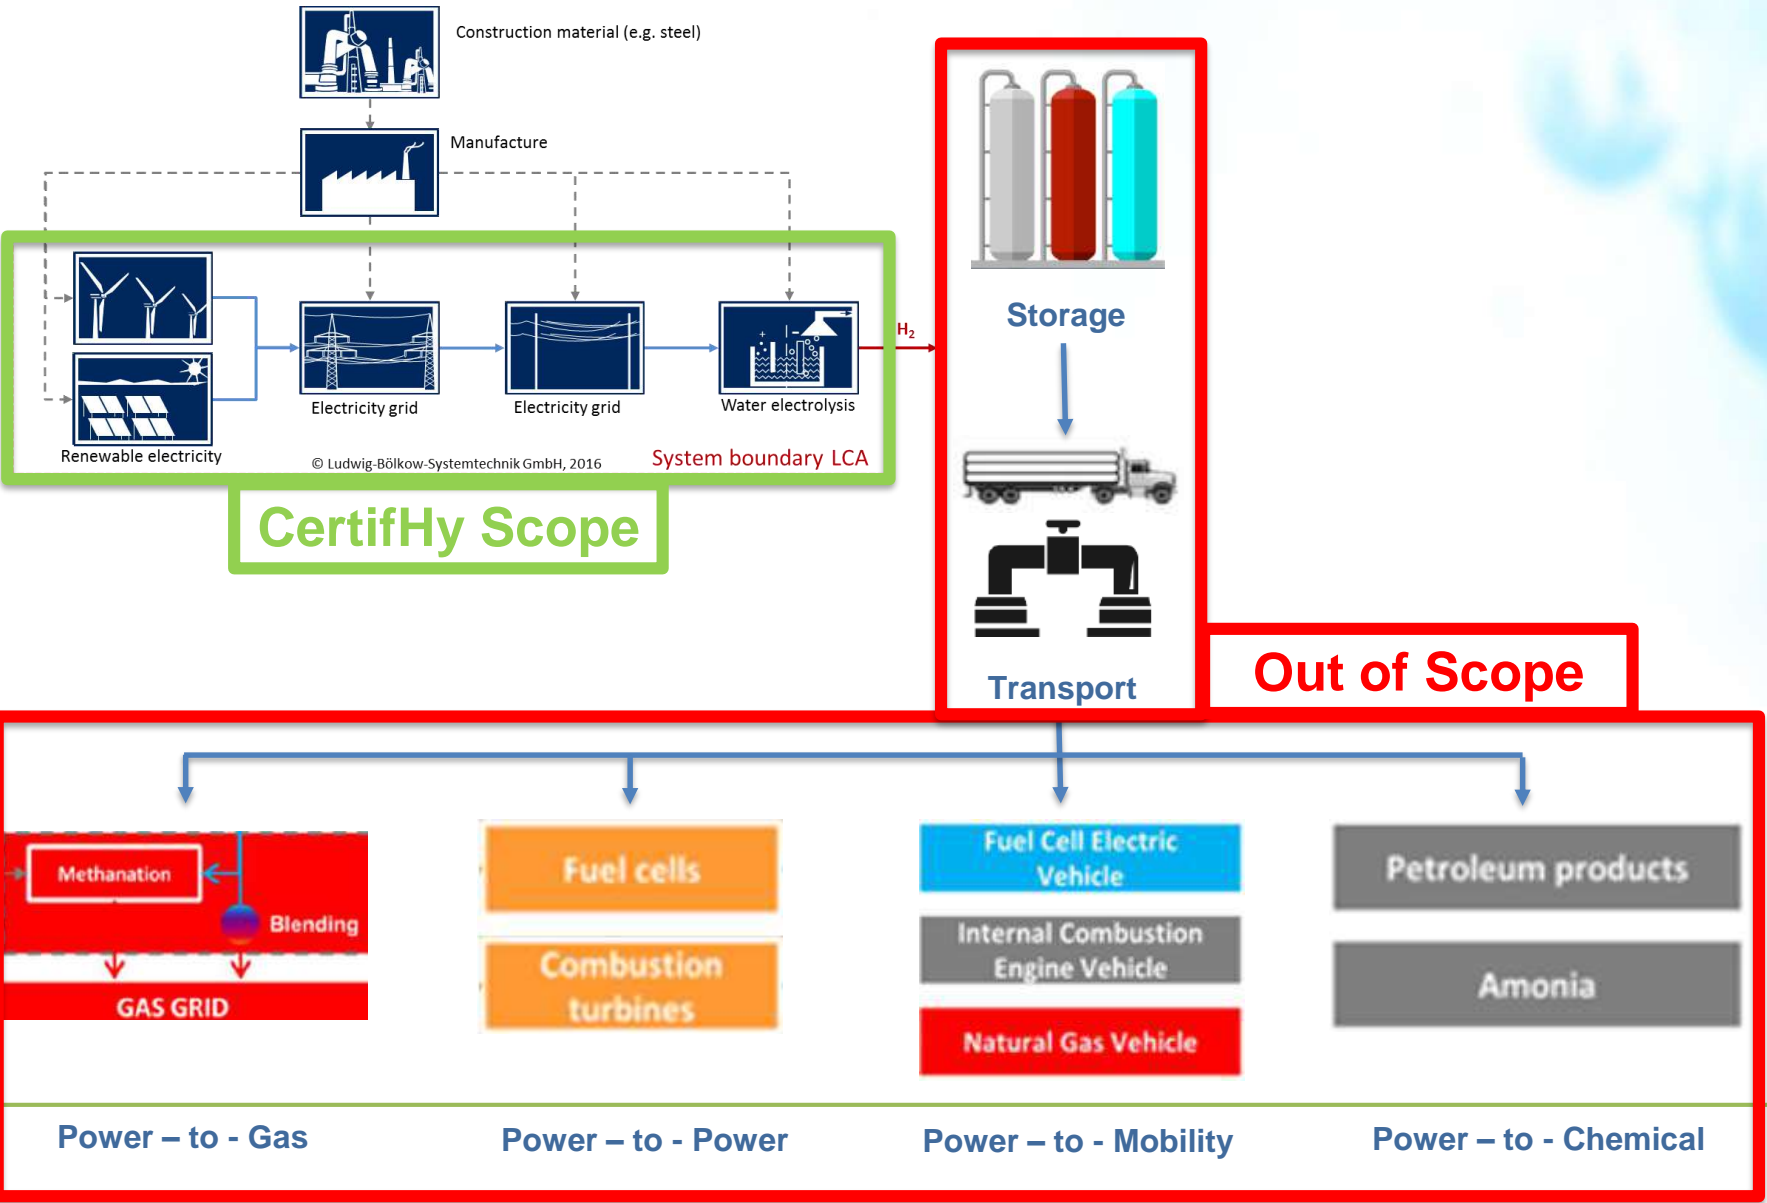 Construction material (e.g. steel)
Manufacture
Renewable electricity
Electricity grid
Electricity grid
Water electrolysis
H₂
© Ludwig-Bölkow-Systemtechnik GmbH, 2016
System boundary LCA
CertifHy Scope
Storage
Transport
Out of Scope
Methanation
Blending
GAS GRID
Fuel cells
Combustion
turbines
Fuel Cell Electric
Vehicle
Internal Combustion
Engine Vehicle
Natural Gas Vehicle
Petroleum products
Amonia
Power – to - Gas
Power – to - Power
Power – to - Mobility
Power – to - Chemical